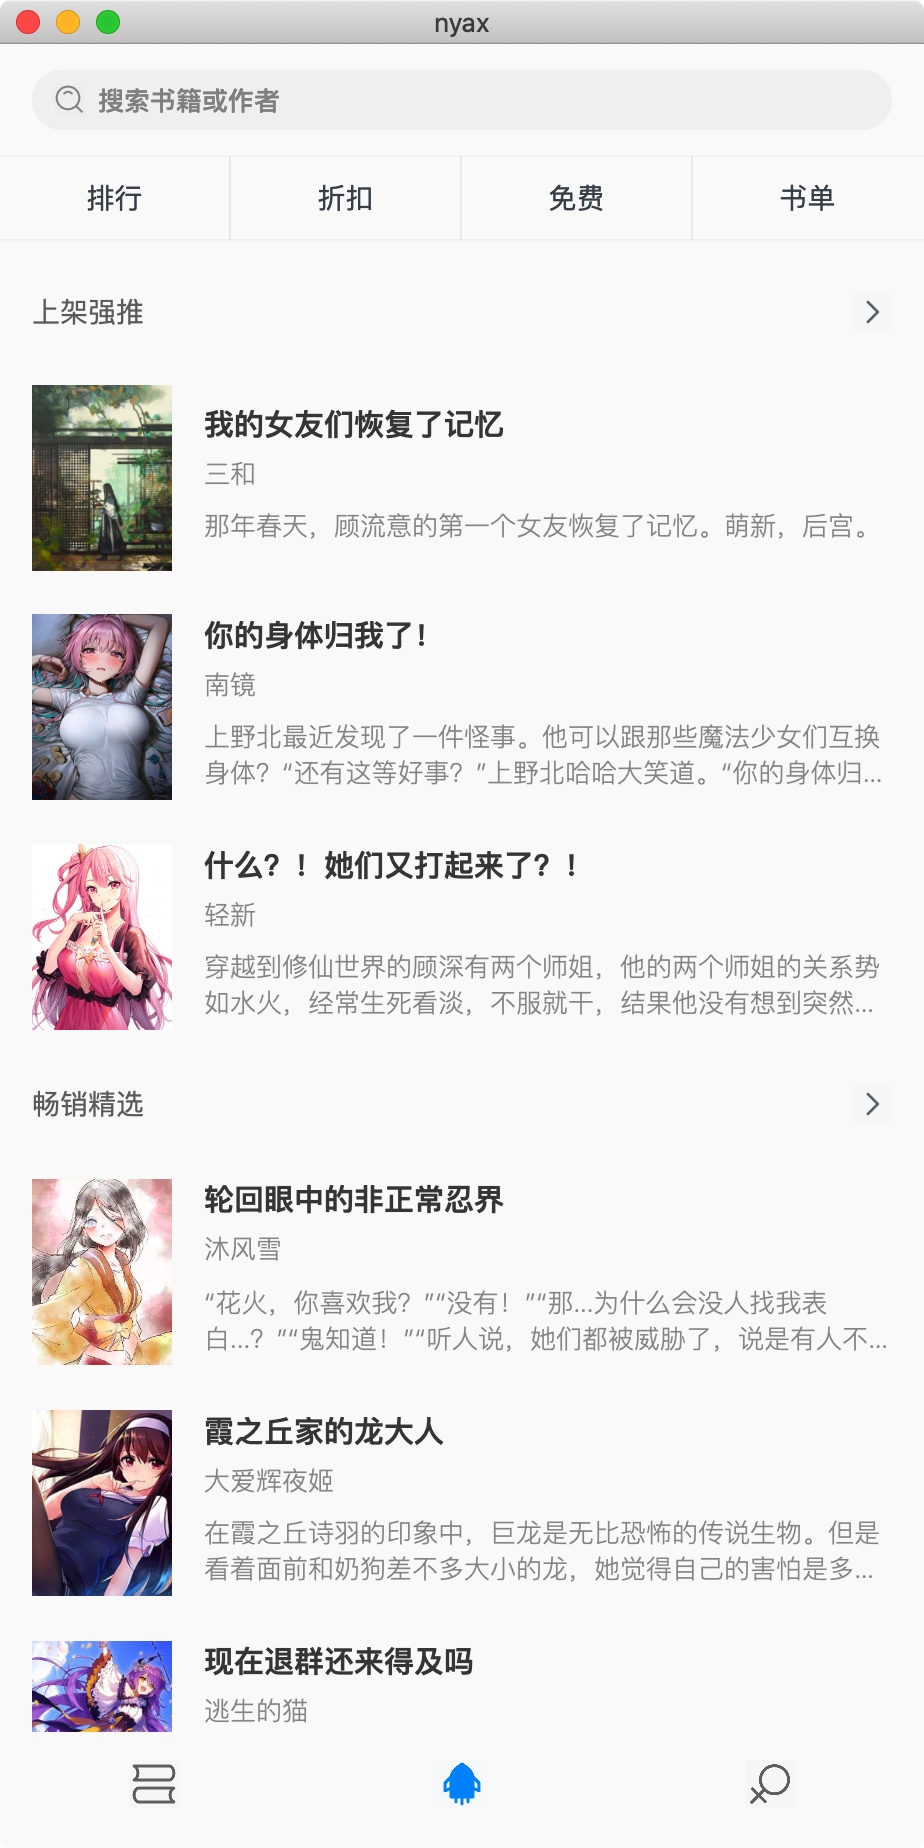 nyax
搜索书籍或作者
排行
折扣
免费
书单
上架强推
我的女友们恢复了记忆
三和
那年春天，顾流意的第一个女友恢复了记忆。萌新，后宫。
你的身体归我了！
南镜
上野北最近发现了一件怪事。他可以跟那些魔法少女们互换
身体？“还有这等好事？”上野北哈哈大笑道。“你的身体归...
什么？！她们又打起来了？！
轻新
穿越到修仙世界的顾深有两个师姐，他的两个师姐的关系势
如水火，经常生死看淡，不服就干，结果他没有想到突然...
畅销精选
轮回眼中的非正常忍界
沐风雪
“花火，你喜欢我？”“没有！”“那...为什么会没人找我表
白...？”“鬼知道！”“听人说，她们都被威胁了，说是有人不...
霞之丘家的龙大人
大爱辉夜姬
在霞之丘诗羽的印象中，巨龙是无比恐怖的传说生物。但是
看着面前和奶狗差不多大小的龙，她觉得自己的害怕是多...
现在退群还来得及吗
逃生的猫